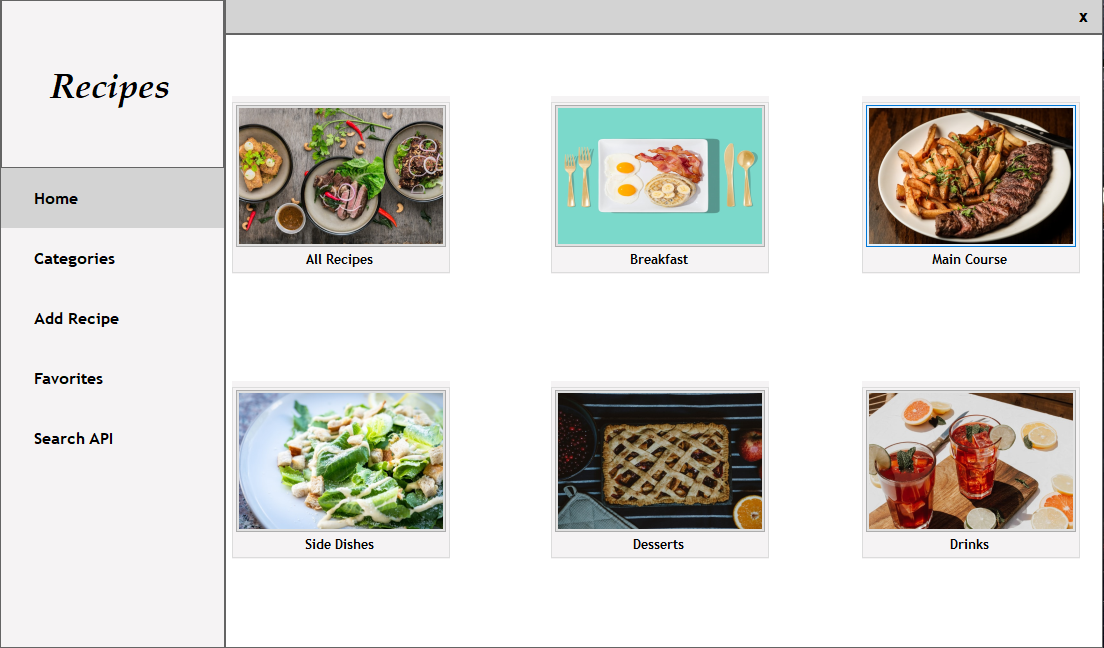 x
Recipes
Home
Categories
Add Recipe
Favorites
Search API
All Recipes
Breakfast
Main Course
Side Dishes
Desserts
Drinks